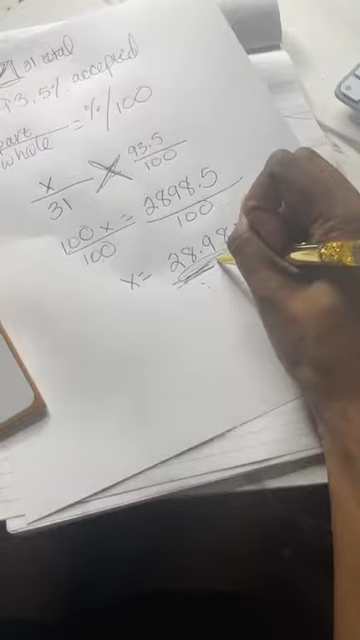 31 total
93.5% accepted
part/whole = %/100
x/31 93.5/100
100x/100 = 2898.5/100
x= 28.98